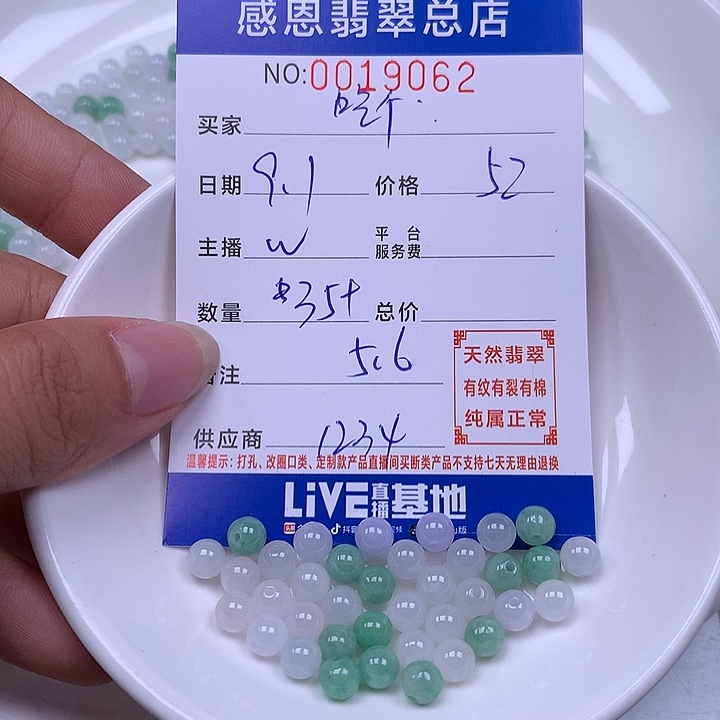 感恩翡翠总店
NO:0019062
买家
日期 9.1 价格 52
主播 W 平台服务费
数量 *35+ 总价
备注 5.6
天然翡翠
有纹有裂有棉
纯属正常
供应商 1234
温馨提示：打孔、改圈口类、定制款产品直播间买断类产品不支持七天无理由退换
LiVE直播基地